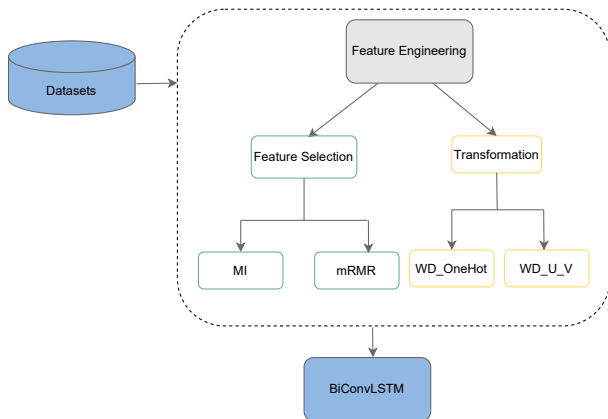 Feature Engineering
Datasets
Feature Selection
Transformation
MI
mRMR
WD_OneHot
WD_U_V
BiConvLSTM